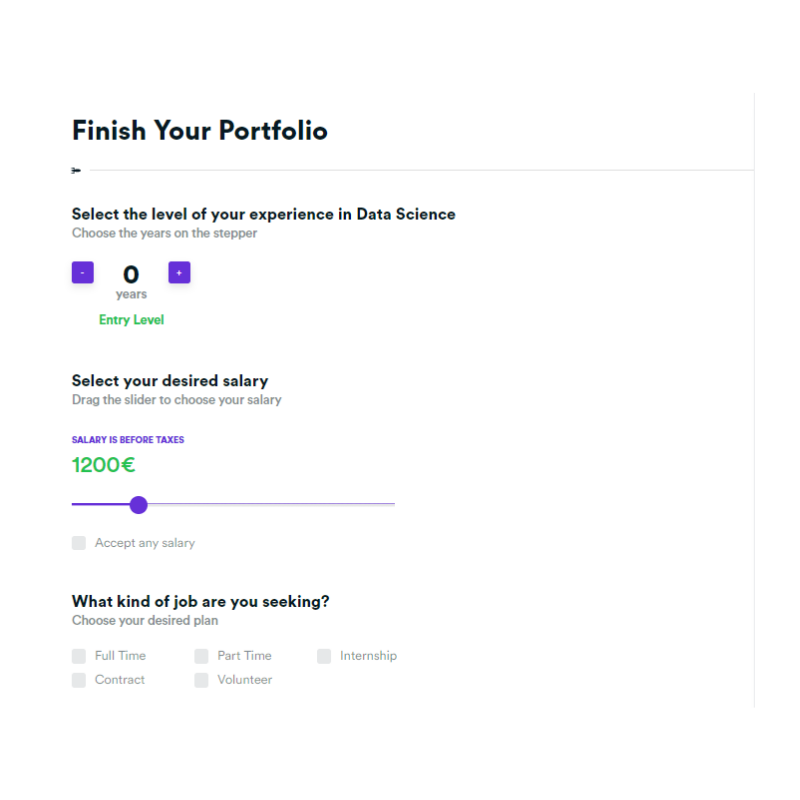 Finish Your Portfolio
Select the level of your experience in Data Science
Choose the years on the stepper
- 0 +
years
Entry Level
Select your desired salary
Drag the slider to choose your salary
SALARY IS BEFORE TAXES
1200€
Accept any salary
What kind of job are you seeking?
Choose your desired plan
Full Time Part Time Internship
Contract Volunteer